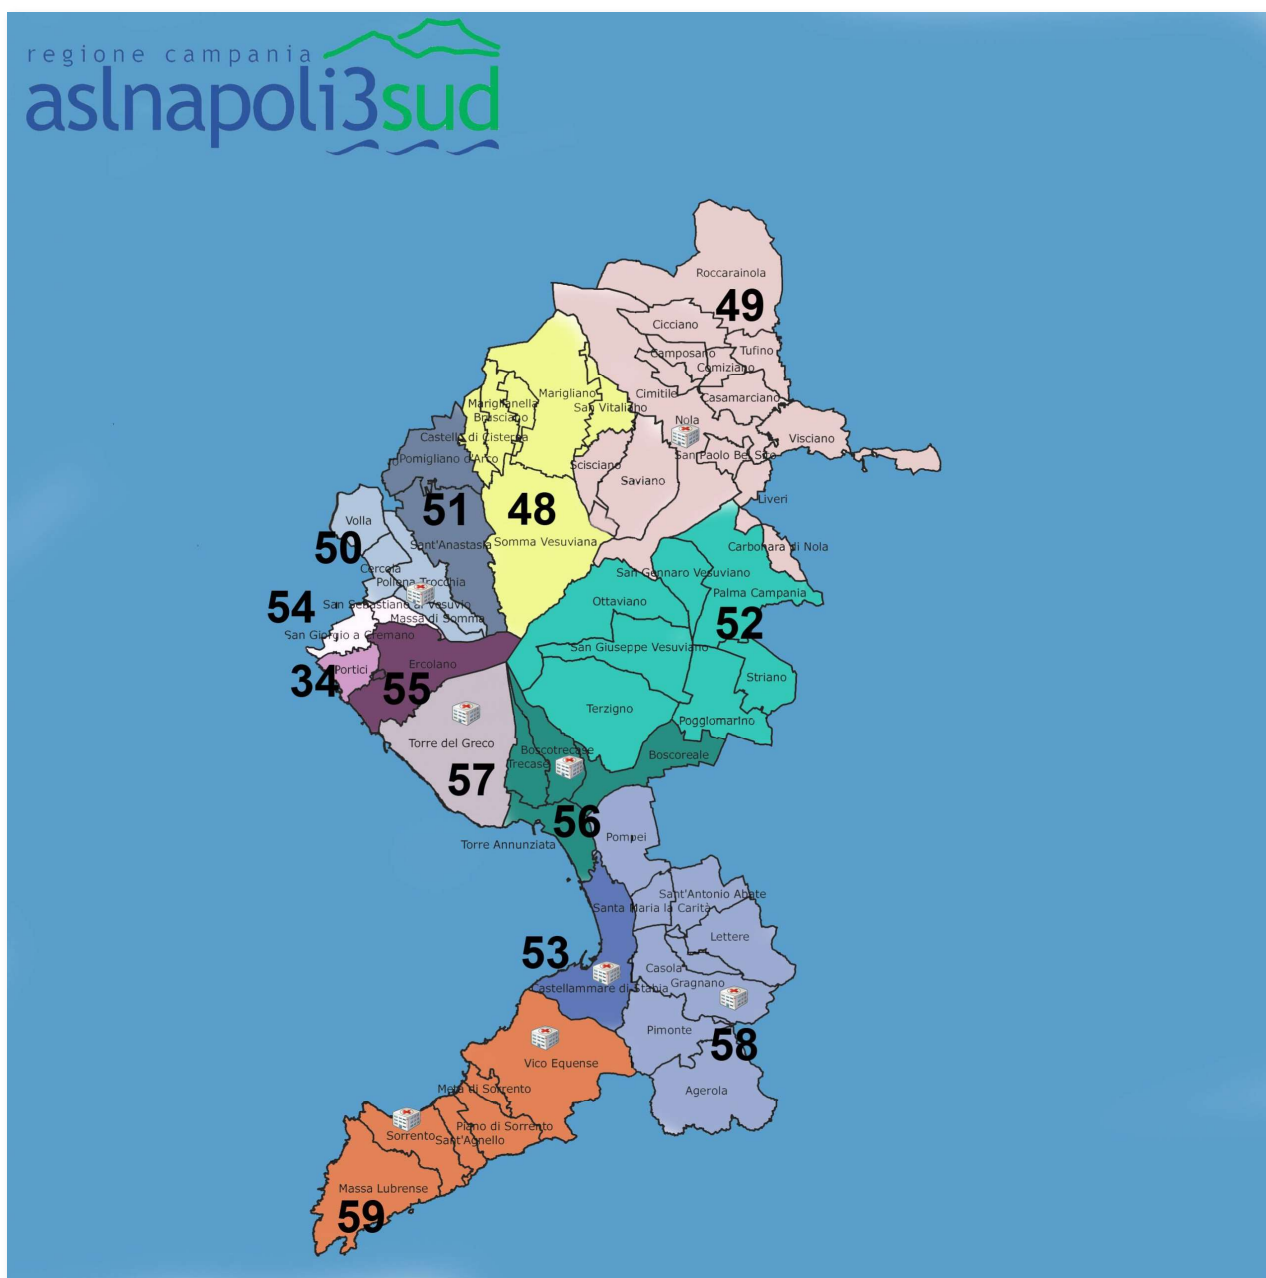 regione campania
aslnapoli3sud
Roccarainola
49
Cicciano
Camposano
Tufino
Comiziano
Cimitile
Casamarciano
Marigliano
Mariglianella
San Vitaliano
Brusciano
Nola
Visciano
Castello di Cisterna
San Paolo Bel Sito
Pomigliano d'Arco
Scisciano
Saviano
Liveri
51
48
Volla
50
Sant'Anastasia
Somma Vesuviana
Carbonara di Nola
Cercola
Pollena Trocchia
San Gennaro Vesuviano
Palma Campania
54
San Sebastiano al Vesuvio
Massa di Somma
Ottaviano
52
San Giorgio a Cremano
San Giuseppe Vesuviano
34
Portici
Ercolano
55
Striano
Terzigno
Poggiomarino
Torre del Greco
Boscotrecase
Trecase
Boscoreale
57
56
Torre Annunziata
Pompei
Sant'Antonio Abate
Santa Maria la Carità
Lettere
53
Casola
Gragnano
Castellammare di Stabia
Pimonte
58
Vico Equense
Agerola
Meta di Sorrento
Piano di Sorrento
Sorrento
Sant'Agnello
Massa Lubrense
59